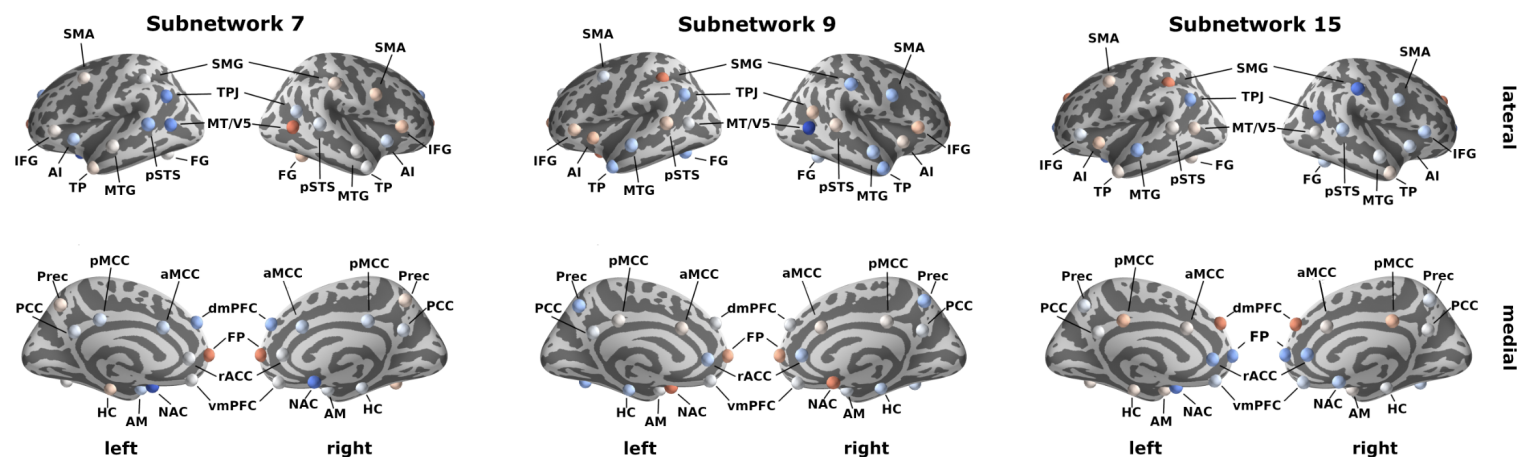 Subnetwork 7
Subnetwork 9
Subnetwork 15
SMA
SMG
SMA
TPJ
MT/V5
IFG
AI
TP
MTG
pSTS
FG
FG
pSTS
MTG
TP
AI
IFG
SMA
SMG
SMA
TPJ
MT/V5
IFG
AI
TP
MTG
pSTS
FG
FG
pSTS
MTG
TP
AI
IFG
SMA
SMG
SMA
TPJ
MT/V5
IFG
AI
TP
MTG
pSTS
FG
FG
pSTS
MTG
TP
AI
IFG
lateral
Prec
pMCC
aMCC
PCC
dmPFC
FP
rACC
vmPFC
HC
AM
NAC
aMCC
pMCC
Prec
PCC
NAC
AM
HC
Prec
pMCC
aMCC
PCC
dmPFC
FP
rACC
vmPFC
HC
AM
NAC
aMCC
pMCC
Prec
PCC
NAC
AM
HC
Prec
pMCC
aMCC
PCC
dmPFC
FP
rACC
vmPFC
HC
AM
NAC
aMCC
pMCC
Prec
PCC
NAC
AM
HC
medial
left
right
left
right
left
right